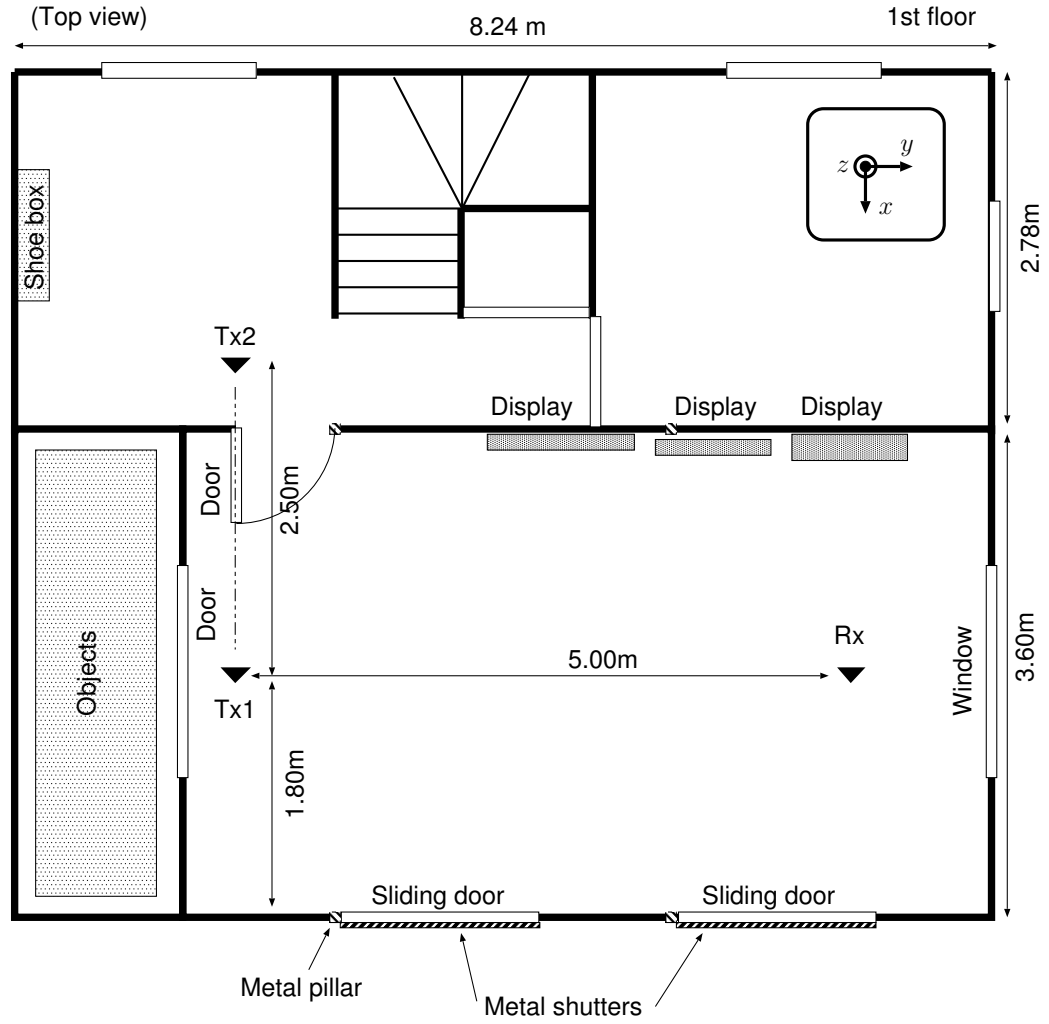 (Top view)
1st floor
8.24 m
Shoe box
z
y
x
2.78m
Tx2
Display
Display
Display
Door
2.50m
Door
Objects
5.00m
Rx
Window
3.60m
Tx1
1.80m
Sliding door
Sliding door
Metal pillar
Metal shutters